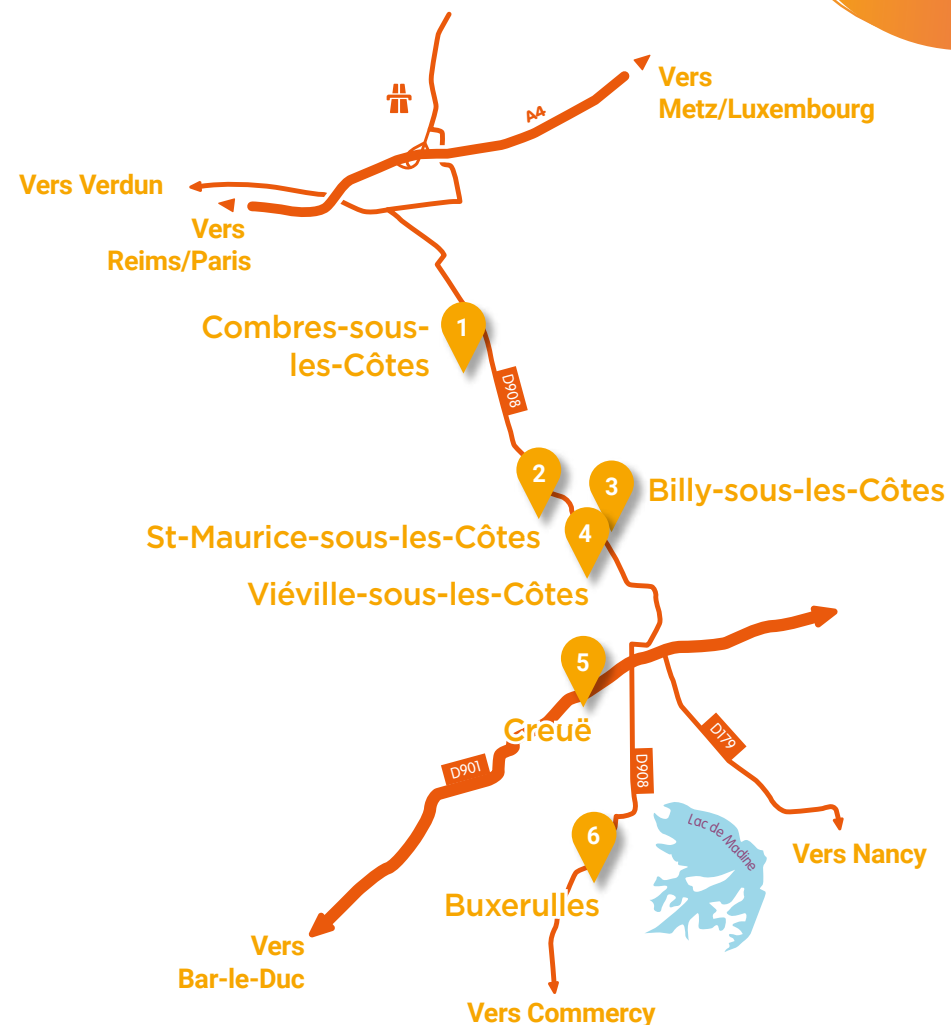 Vers
Metz/Luxembourg
A4
Vers Verdun
Vers
Reims/Paris
Combres-sous-
les-Côtes
1
D908
2
3
Billy-sous-les-Côtes
4
St-Maurice-sous-les-Côtes
Viéville-sous-les-Côtes
5
Creuë
D901
D179
D908
Lac de Madine
6
Vers Nancy
Buxerulles
Vers
Bar-le-Duc
Vers Commercy